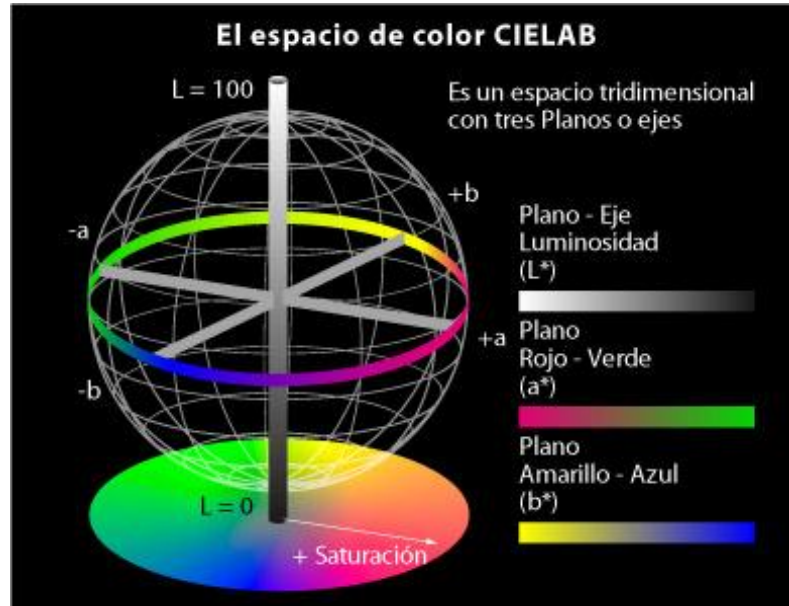 El espacio de color CIELAB
L = 100
Es un espacio tridimensional
con tres Planos o ejes
+b
-a
Plano - Eje
Luminosidad
(L*)
Plano
Rojo - Verde
(a*)
+a
-b
Plano
Amarillo - Azul
(b*)
L = 0
+ Saturación